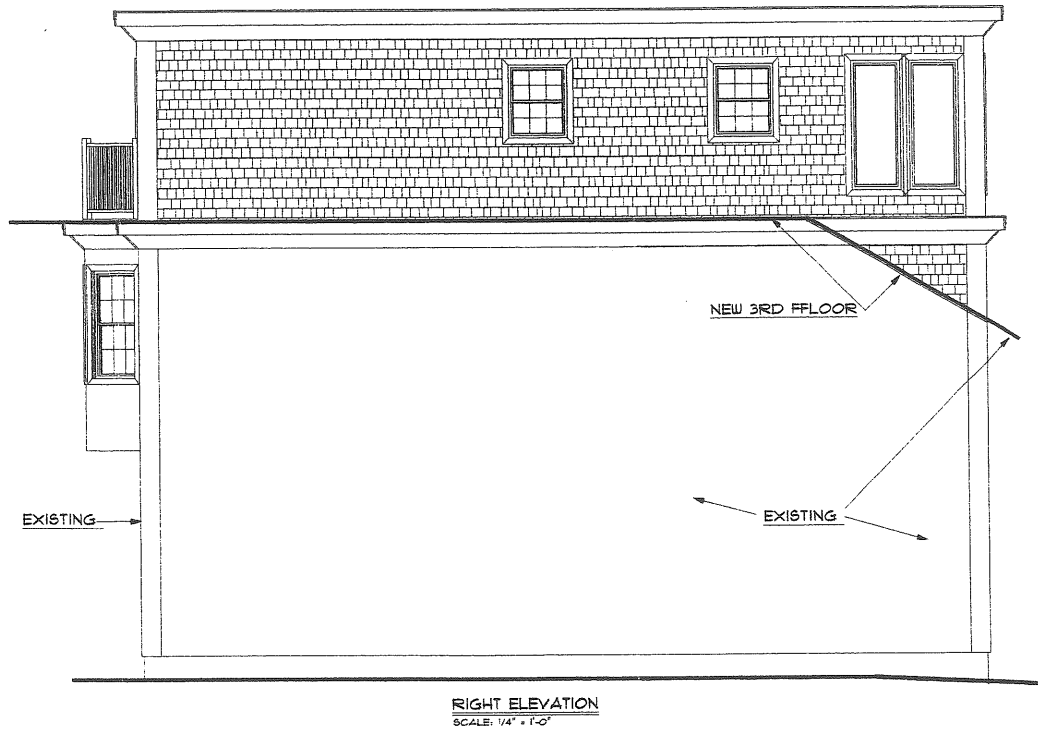 NEW 3RD FFLOOR
EXISTING
EXISTING
RIGHT ELEVATION
SCALE: 1/4" = 1'-0"